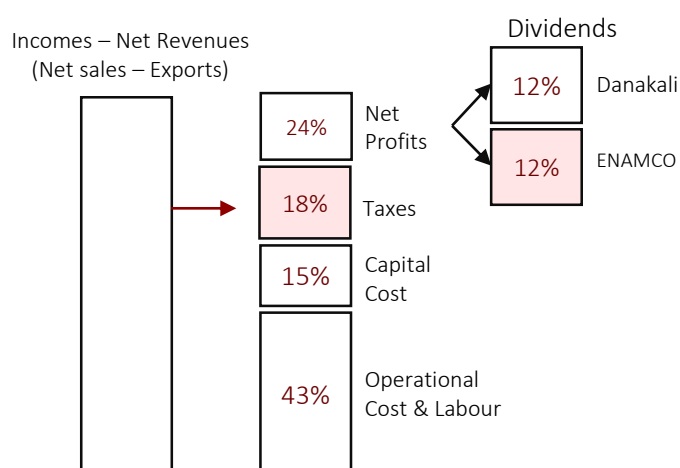 Incomes – Net Revenues
(Net sales – Exports)
24%
Net
Profits
18%
Taxes
15%
Capital
Cost
43%
Operational
Cost & Labour
Dividends
12%
Danakali
12%
ENAMCO